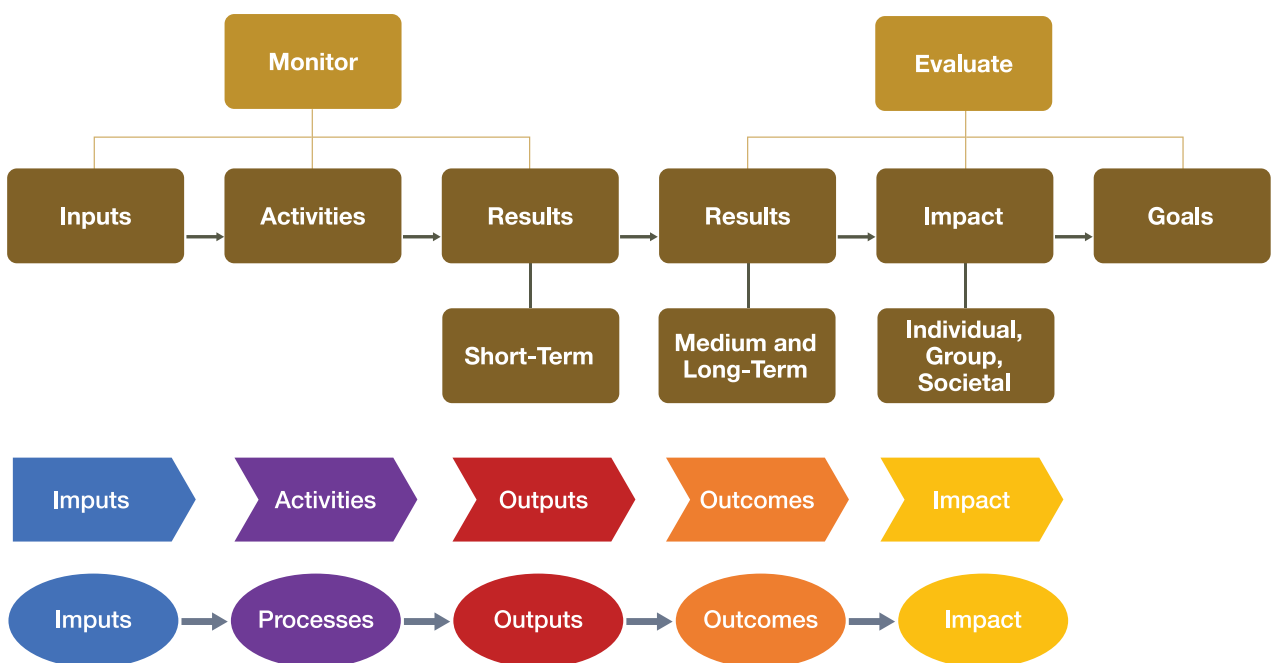 Monitor
Evaluate
Inputs
Activities
Results
Results
Impact
Goals
Short-Term
Medium and
Long-Term
Individual,
Group,
Societal
Imputs
Activities
Outputs
Outcomes
Impact
Imputs
Processes
Outputs
Outcomes
Impact